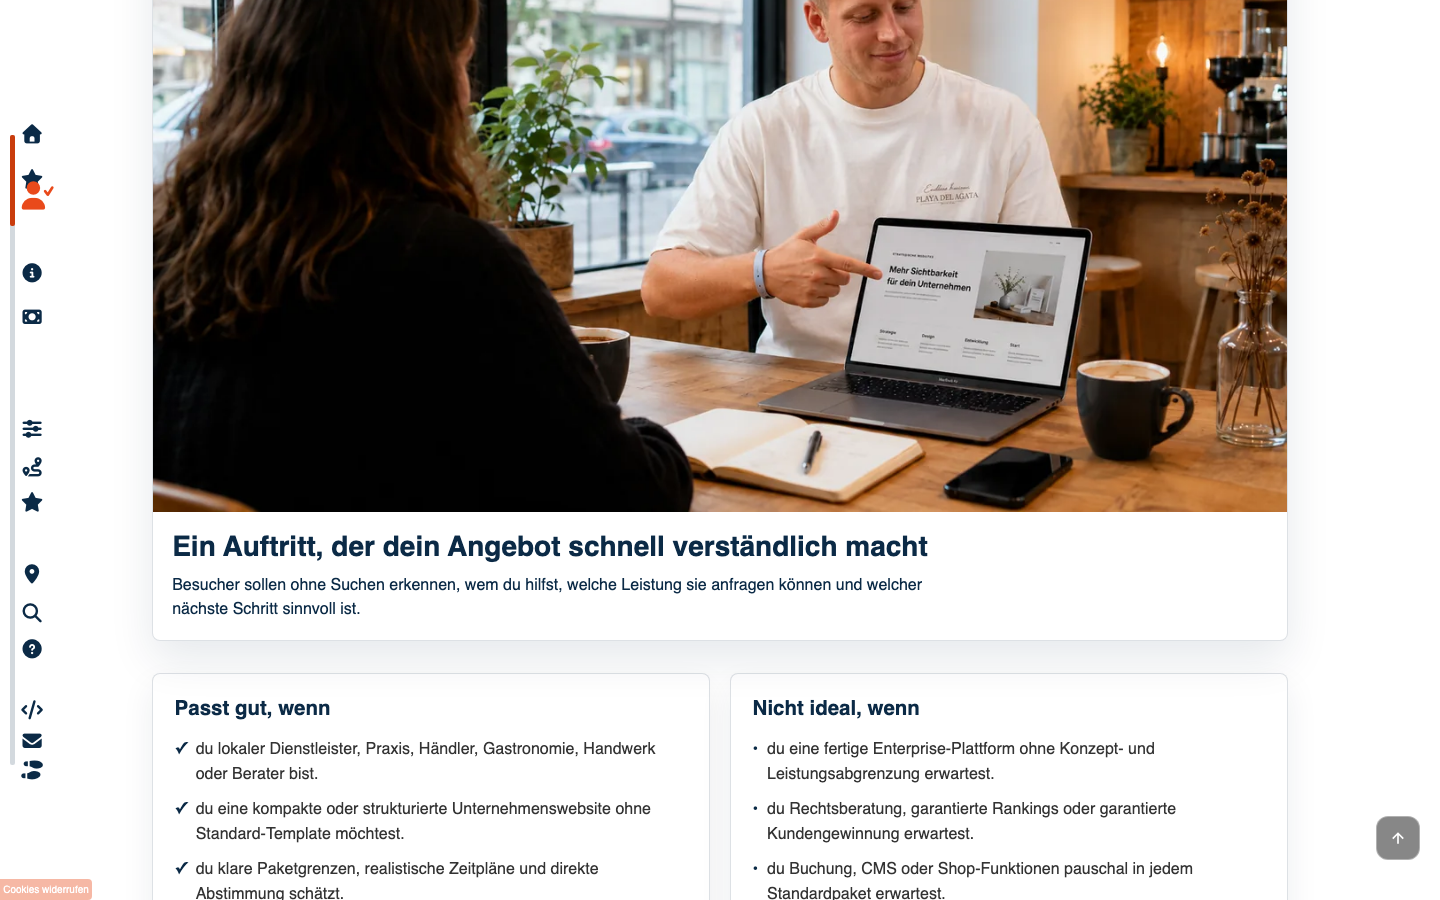 PLAYA DEL AGATA
Mehr Sichtbarkeit
für dein Unternehmen
Strategie
Design
Entwicklung
Start
Ein Auftritt, der dein Angebot schnell verständlich macht
Besucher sollen ohne Suchen erkennen, wem du hilfst, welche Leistung sie anfragen können und welcher
nächste Schritt sinnvoll ist.
Passt gut, wenn
✓ du lokaler Dienstleister, Praxis, Händler, Gastronomie, Handwerk
oder Berater bist.
✓ du eine kompakte oder strukturierte Unternehmenswebsite ohne
Standard-Template möchtest.
✓ du klare Paketgrenzen, realistische Zeitpläne und direkte
Abstimmung schätzt.
Nicht ideal, wenn
• du eine fertige Enterprise-Plattform ohne Konzept- und
Leistungsabgrenzung erwartest.
• du Rechtsberatung, garantierte Rankings oder garantierte
Kundengewinnung erwartest.
• du Buchung, CMS oder Shop-Funktionen pauschal in jedem
Standardpaket erwartest.
Cookies widerrufen